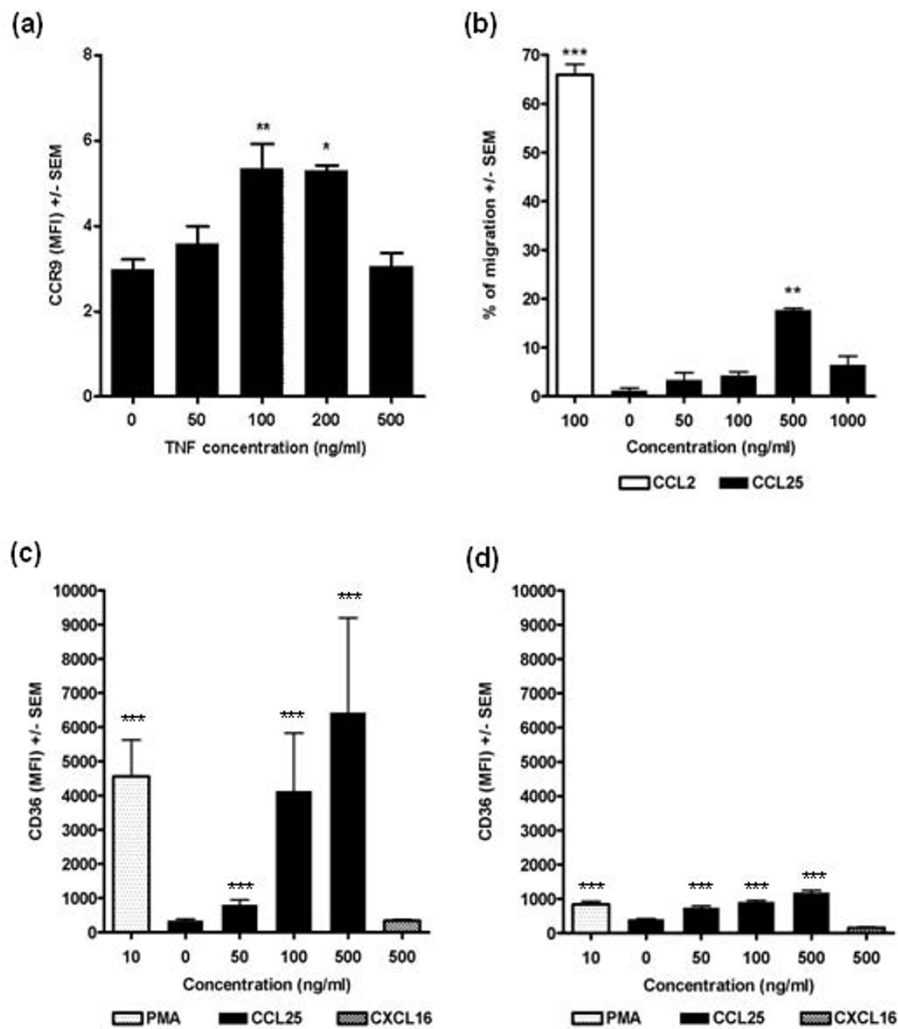 (a)
8
6
4
2
0
CCR9 (MFI) +/- SEM
**
*
0 50 100 200 500
TNF concentration (ng/ml)
(b)
70
60
50
40
30
20
10
0
% of migration +/- SEM
***
**
100 0 50 100 500 1000
Concentration (ng/ml)
CCL2 CCL25
(c)
10000
9000
8000
7000
6000
5000
4000
3000
2000
1000
0
CD36 (MFI) +/- SEM
***
***
***
***
10 0 50 100 500 500
Concentration (ng/ml)
PMA CCL25 CXCL16
(d)
10000
9000
8000
7000
6000
5000
4000
3000
2000
1000
0
CD36 (MFI) +/- SEM
*** *** *** ***
10 0 50 100 500 500
Concentration (ng/ml)
PMA CCL25 CXCL16